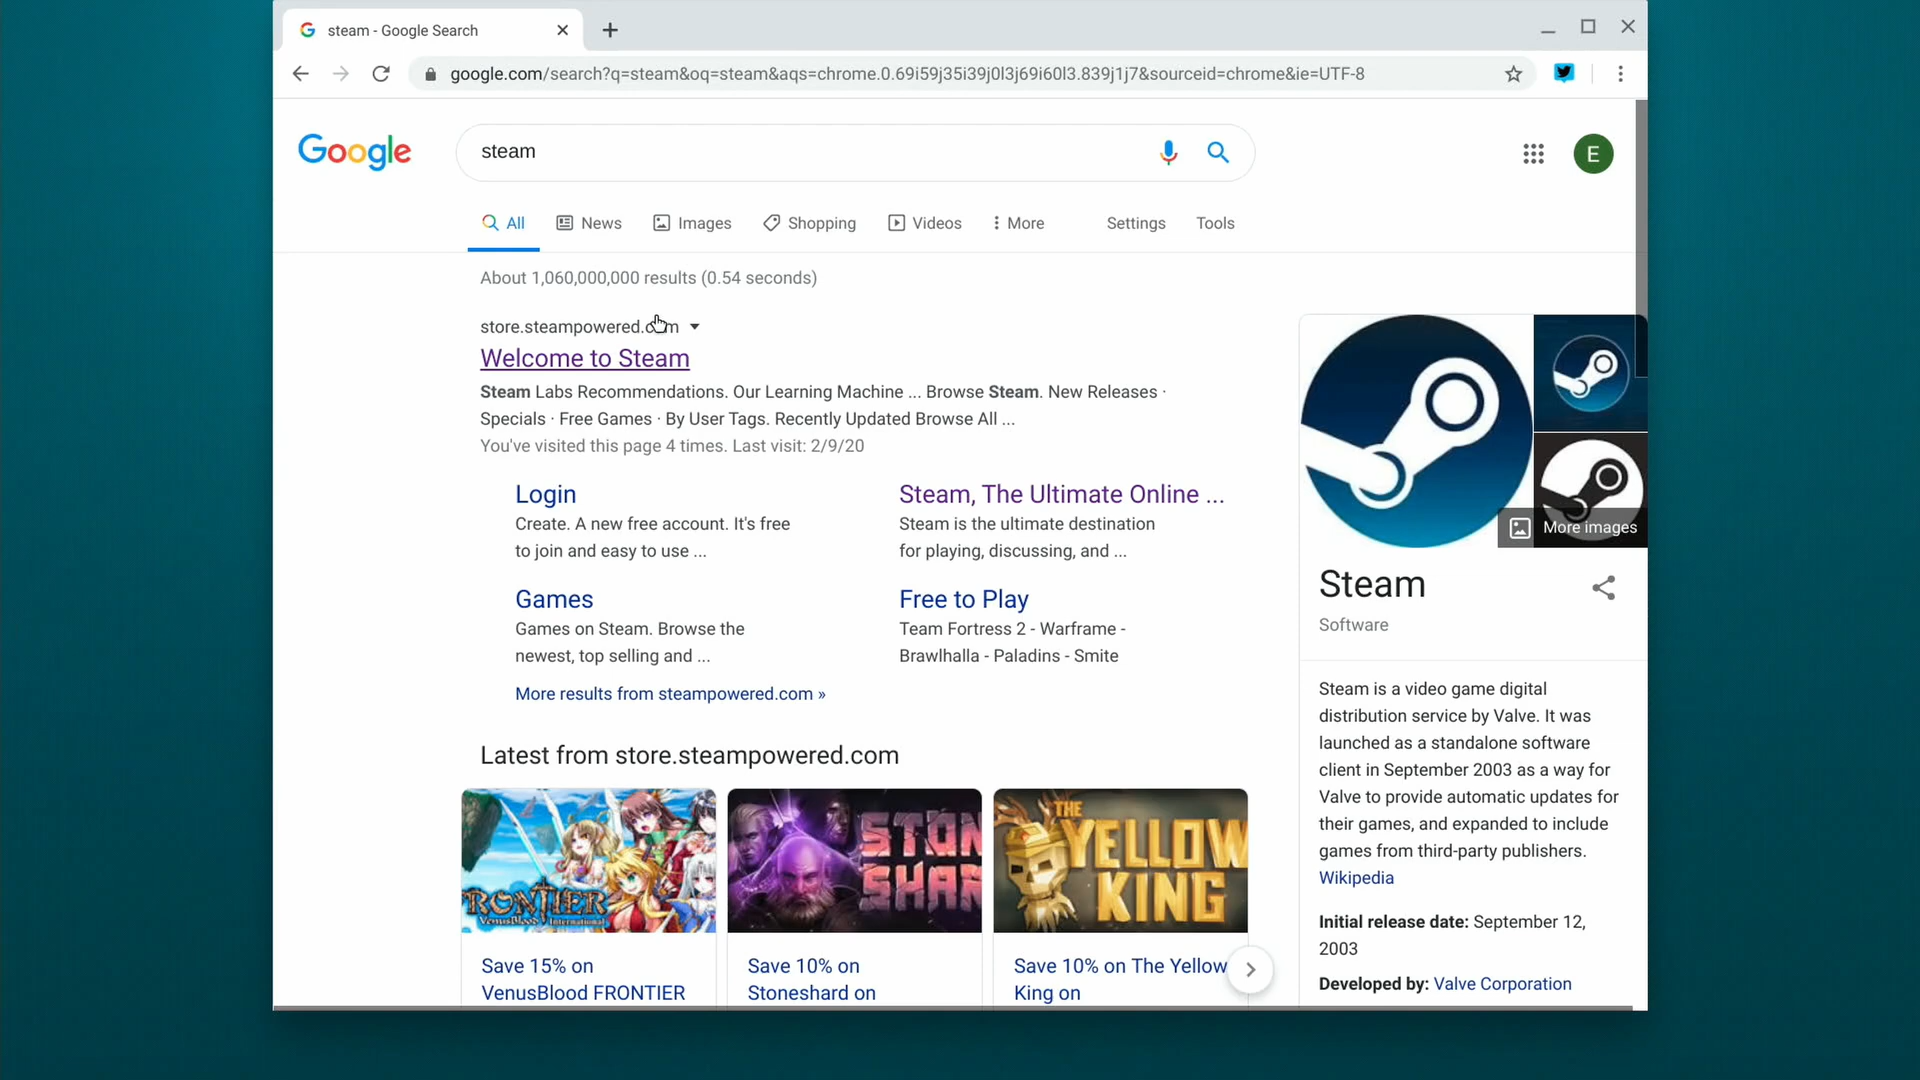 steam - Google Search
google.com/search?q=steam&oq=steam&aqs=chrome.0.69i59j35i39j0l3j69i60l3.839j1j7&sourceid=chrome&ie=UTF-8
Google
steam
E
All
News
Images
Shopping
Videos
More
Settings
Tools
About 1,060,000,000 results (0.54 seconds)
store.steampowered.com
Welcome to Steam
Steam Labs Recommendations. Our Learning Machine ... Browse Steam. New Releases ·
Specials · Free Games · By User Tags. Recently Updated Browse All ...
You've visited this page 4 times. Last visit: 2/9/20
Login
Create. A new free account. It's free
to join and easy to use ...
Steam, The Ultimate Online ...
Steam is the ultimate destination
for playing, discussing, and ...
Games
Games on Steam. Browse the
newest, top selling and ...
Free to Play
Team Fortress 2 - Warframe -
Brawlhalla - Paladins - Smite
More results from steampowered.com »
Latest from store.steampowered.com
FRONTIER
VenusBlood International
STON
SHAR
THE
YELLOW
KING
Save 15% on
VenusBlood FRONTIER
Save 10% on
Stoneshard on
Save 10% on The Yellow
King on
More images
Steam
Software
Steam is a video game digital
distribution service by Valve. It was
launched as a standalone software
client in September 2003 as a way for
Valve to provide automatic updates for
their games, and expanded to include
games from third-party publishers.
Wikipedia
Initial release date: September 12,
2003
Developed by: Valve Corporation